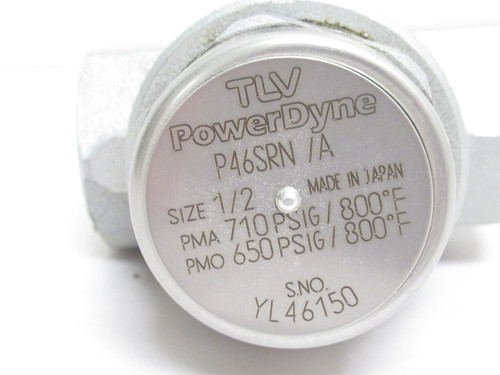 TLV
PowerDyne
P46SRN /A
SIZE 1/2 MADE IN JAPAN
PMA 710 PSIG / 800°F
PMO 650 PSIG / 800°F
S.NO.
YL46150